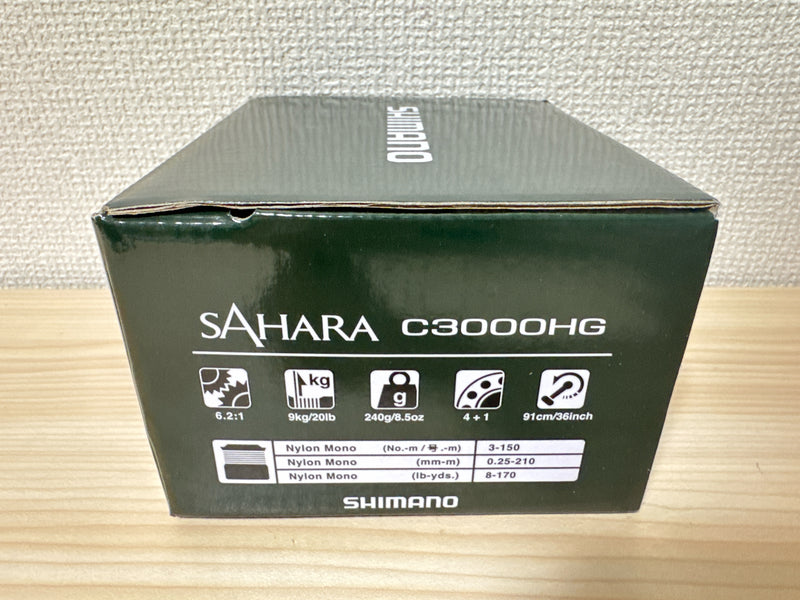 SHIMANO
SAHARA C3000HG
kg
g
6.2:1 9kg/20lb 240g/8.5oz 4+1 91cm/36inch
Nylon Mono (No.-m / 号.-m) 3-150
Nylon Mono (mm-m) 0.25-210
Nylon Mono (lb-yds.) 8-170
SHIMANO